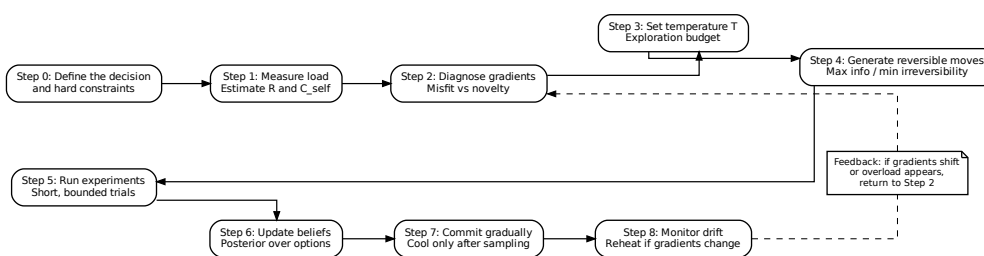 Step 0: Define the decision
and hard constraints
Step 1: Measure load
Estimate R and C_self
Step 2: Diagnose gradients
Misfit vs novelty
Step 3: Set temperature T
Exploration budget
Step 4: Generate reversible moves
Max info / min irreversibility
Step 5: Run experiments
Short, bounded trials
Step 6: Update beliefs
Posterior over options
Step 7: Commit gradually
Cool only after sampling
Step 8: Monitor drift
Reheat if gradients change
Feedback: if gradients shift
or overload appears,
return to Step 2